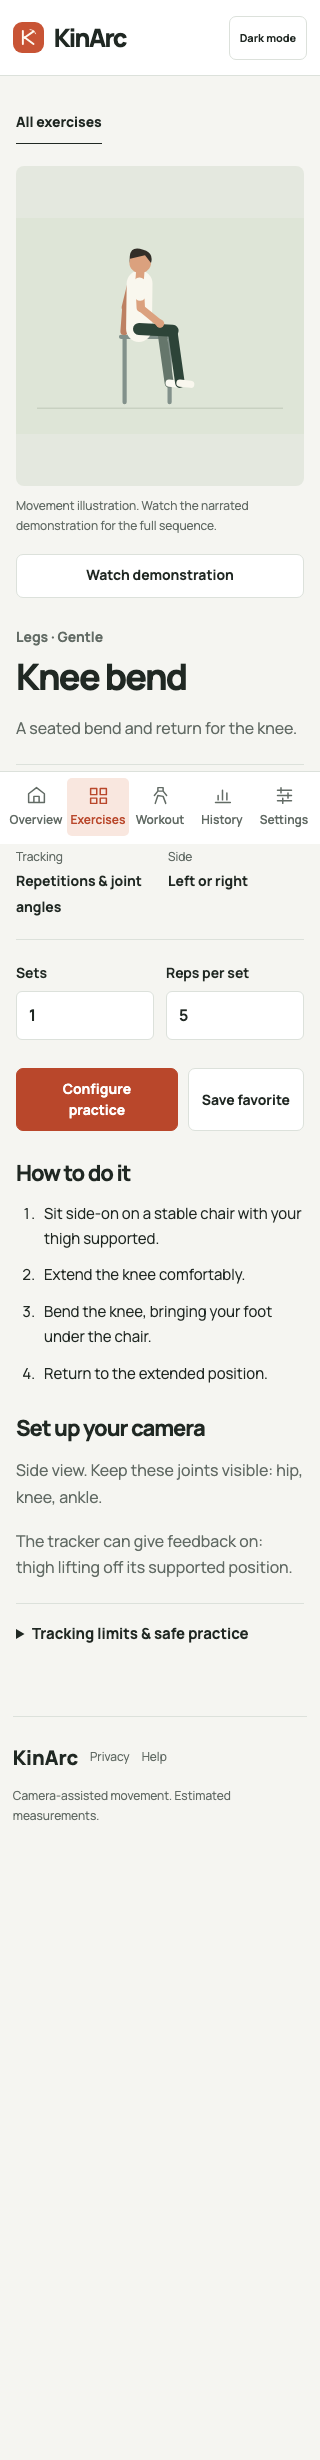 KinArc
Dark mode
All exercises
Movement illustration. Watch the narrated
demonstration for the full sequence.
Watch demonstration
Legs · Gentle
Knee bend
A seated bend and return for the knee.
Overview
Exercises
Workout
History
Settings
Tracking
Repetitions & joint
angles
Side
Left or right
Sets
1
Reps per set
5
Configure
practice
Save favorite
How to do it
1. Sit side-on on a stable chair with your
thigh supported.
2. Extend the knee comfortably.
3. Bend the knee, bringing your foot
under the chair.
4. Return to the extended position.
Set up your camera
Side view. Keep these joints visible: hip,
knee, ankle.
The tracker can give feedback on:
thigh lifting off its supported position.
Tracking limits & safe practice
KinArc Privacy Help
Camera-assisted movement. Estimated
measurements.